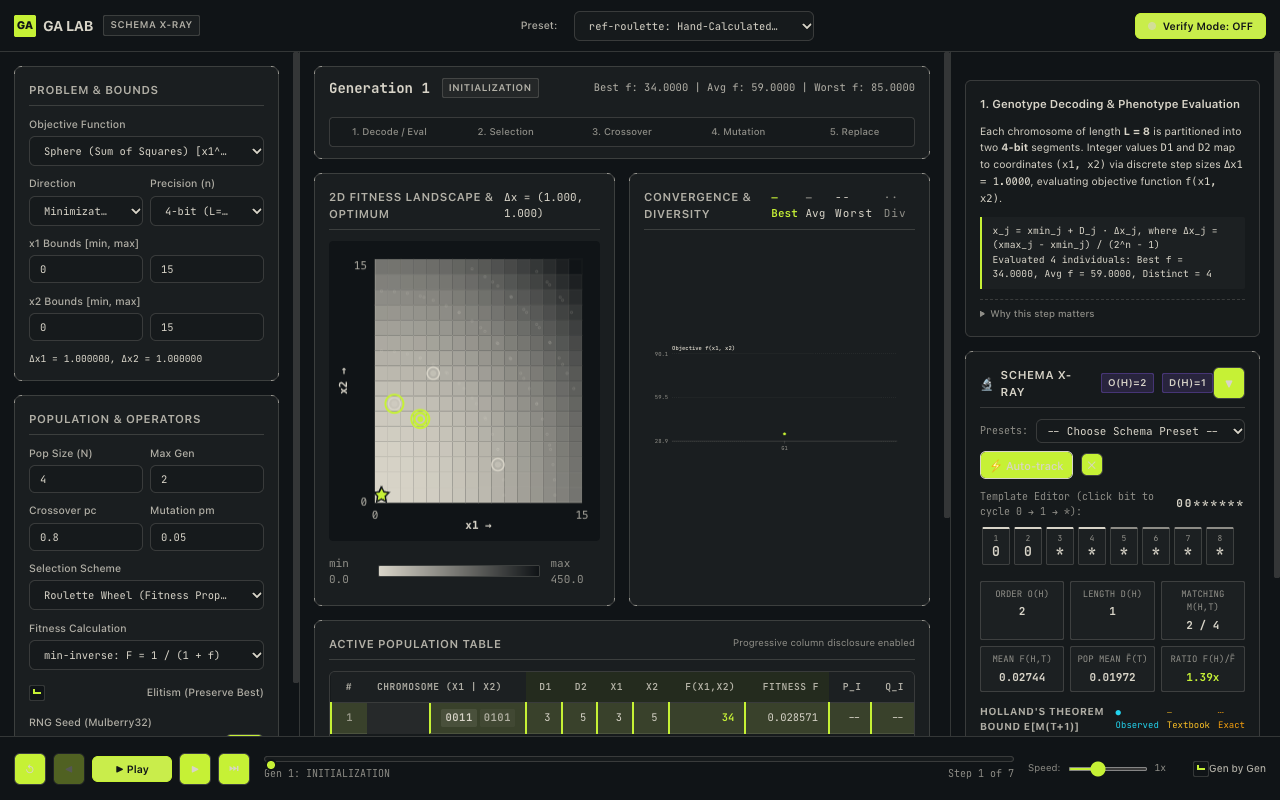 GA GA LAB SCHEMA X-RAY
Preset: ref-roulette: Hand-Calculated…
Verify Mode: OFF
PROBLEM & BOUNDS
Objective Function
Sphere (Sum of Squares) [x1^…
Direction Precision (n)
Minimizat… 4-bit (L=…
x1 Bounds [min, max]
0 15
x2 Bounds [min, max]
0 15
Δx1 = 1.000000, Δx2 = 1.000000
POPULATION & OPERATORS
Pop Size (N) Max Gen
4 2
Crossover pc Mutation pm
0.8 0.05
Selection Scheme
Roulette Wheel (Fitness Prop…
Fitness Calculation
min-inverse: F = 1 / (1 + f)
Elitism (Preserve Best)
RNG Seed (Mulberry32)
Generation 1 INITIALIZATION Best f: 34.0000 | Avg f: 59.0000 | Worst f: 85.0000
1. Decode / Eval 2. Selection 3. Crossover 4. Mutation 5. Replace
2D FITNESS LANDSCAPE & OPTIMUM
Δx = (1.000, 1.000)
15
x2 →
0
0 15
x1 →
min 0.0
max 450.0
CONVERGENCE & DIVERSITY
— Best — Avg -- Worst ·· Div
Objective f(x1, x2)
90.1
59.5
28.9
G1
ACTIVE POPULATION TABLE Progressive column disclosure enabled
# CHROMOSOME (X1 | X2) D1 D2 X1 X2 F(X1,X2) FITNESS F P_I Q_I
1 0011 0101 3 5 3 5 34 0.028571 -- --
1. Genotype Decoding & Phenotype Evaluation
Each chromosome of length L = 8 is partitioned into
two 4-bit segments. Integer values D1 and D2 map
to coordinates (x1, x2) via discrete step sizes Δx1
= 1.0000, evaluating objective function f(x1,
x2).
x_j = xmin_j + D_j · Δx_j, where Δx_j =
(xmax_j - xmin_j) / (2^n - 1)
Evaluated 4 individuals: Best f =
34.0000, Avg f = 59.0000, Distinct = 4
▶ Why this step matters
🔬 SCHEMA X-RAY O(H)=2 D(H)=1
Presets: -- Choose Schema Preset --
Template Editor (click bit to
cycle 0 → 1 → *): 00******
1 2 3 4 5 6 7 8
0 0 * * * * * *
ORDER O(H)
2
LENGTH D(H)
1
MATCHING M(H,T)
2 / 4
MEAN F(H,T)
0.02744
POP MEAN F̄(T)
0.01972
RATIO F(H)/F̄
1.39x
HOLLAND'S THEOREM BOUND E[M(T+1)]
● Observed — Textbook ┄ Exact
▶ Play
Gen 1: INITIALIZATION Step 1 of 7
Speed: 1x
Gen by Gen